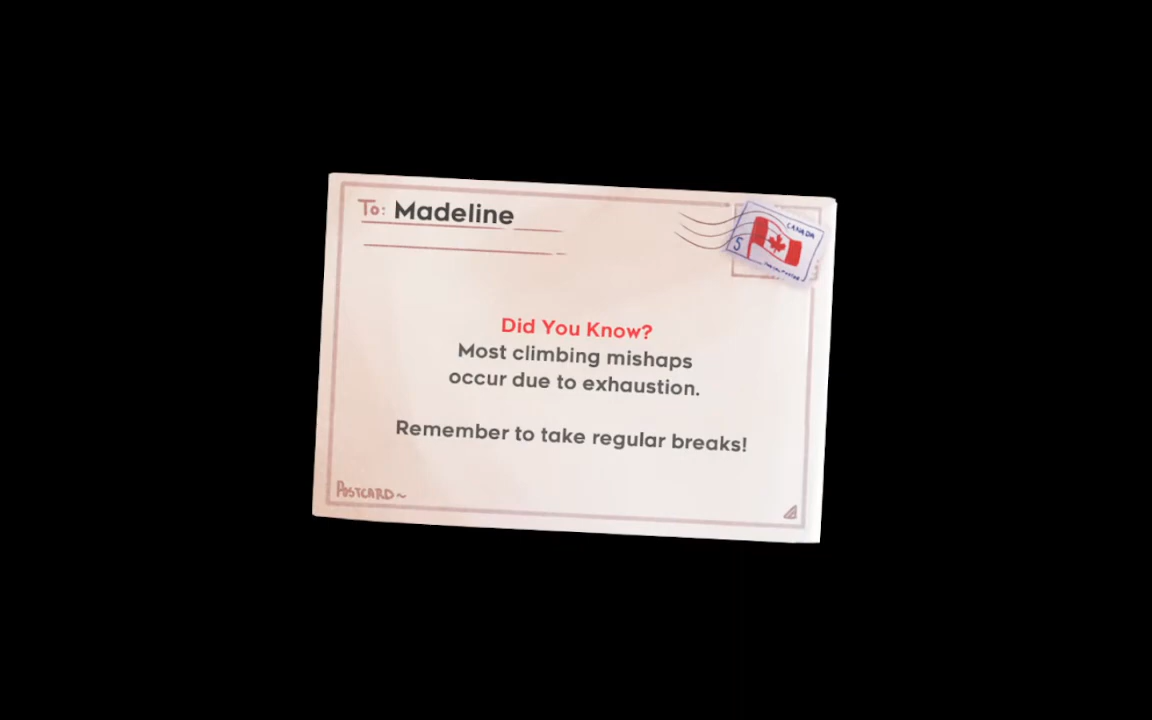 To: Madeline
CANADA
5
Did You Know?
Most climbing mishaps
occur due to exhaustion.
Remember to take regular breaks!
POSTCARD~